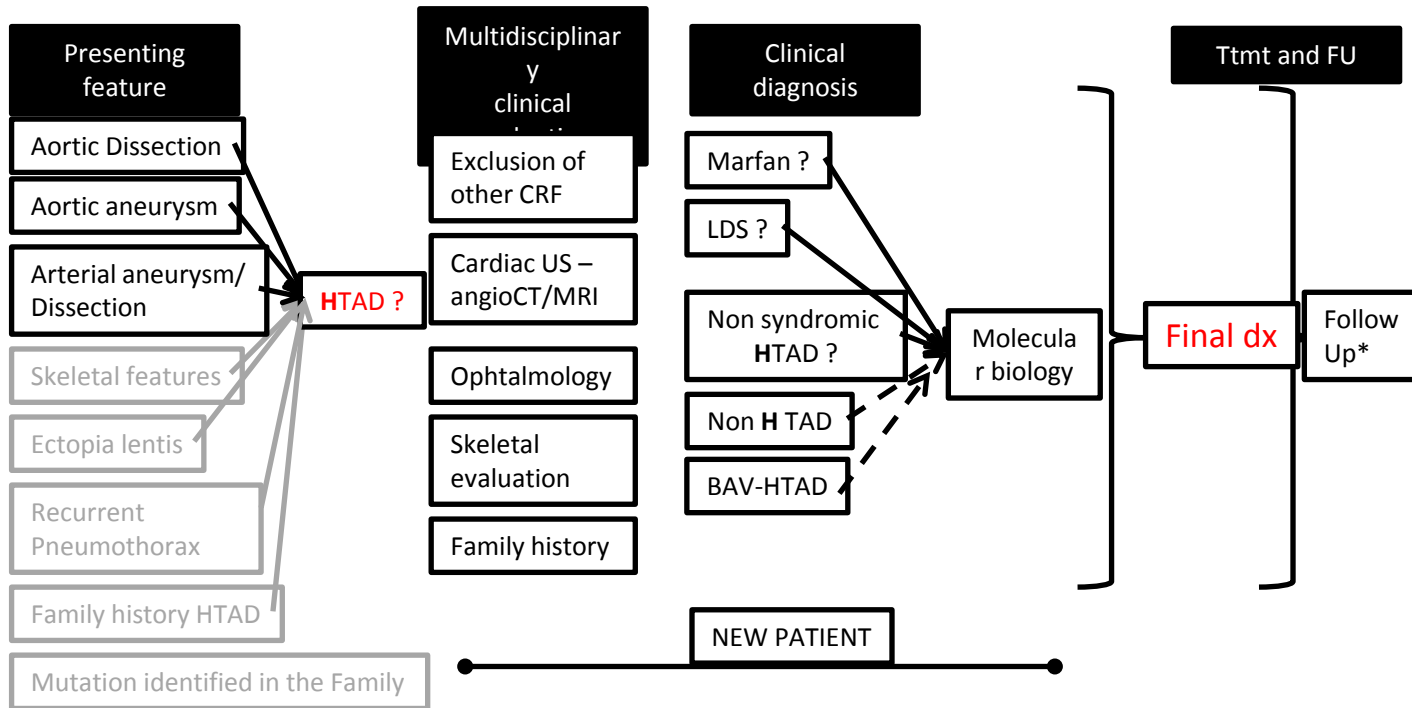 Presenting
feature
Aortic Dissection
Aortic aneurysm
Arterial aneurysm/
Dissection
Skeletal features
Ectopia lentis
Recurrent
Pneumothorax
Family history HTAD
Mutation identified in the Family
HTAD ?
Multidisciplinar
y
clinical
Exclusion of
other CRF
Cardiac US –
angioCT/MRI
Ophtalmology
Skeletal
evaluation
Family history
Clinical
diagnosis
Marfan ?
LDS ?
Non syndromic
HTAD ?
Non H TAD
BAV-HTAD
Molecula
r biology
NEW PATIENT
Ttmt and FU
Final dx
Follow
Up*